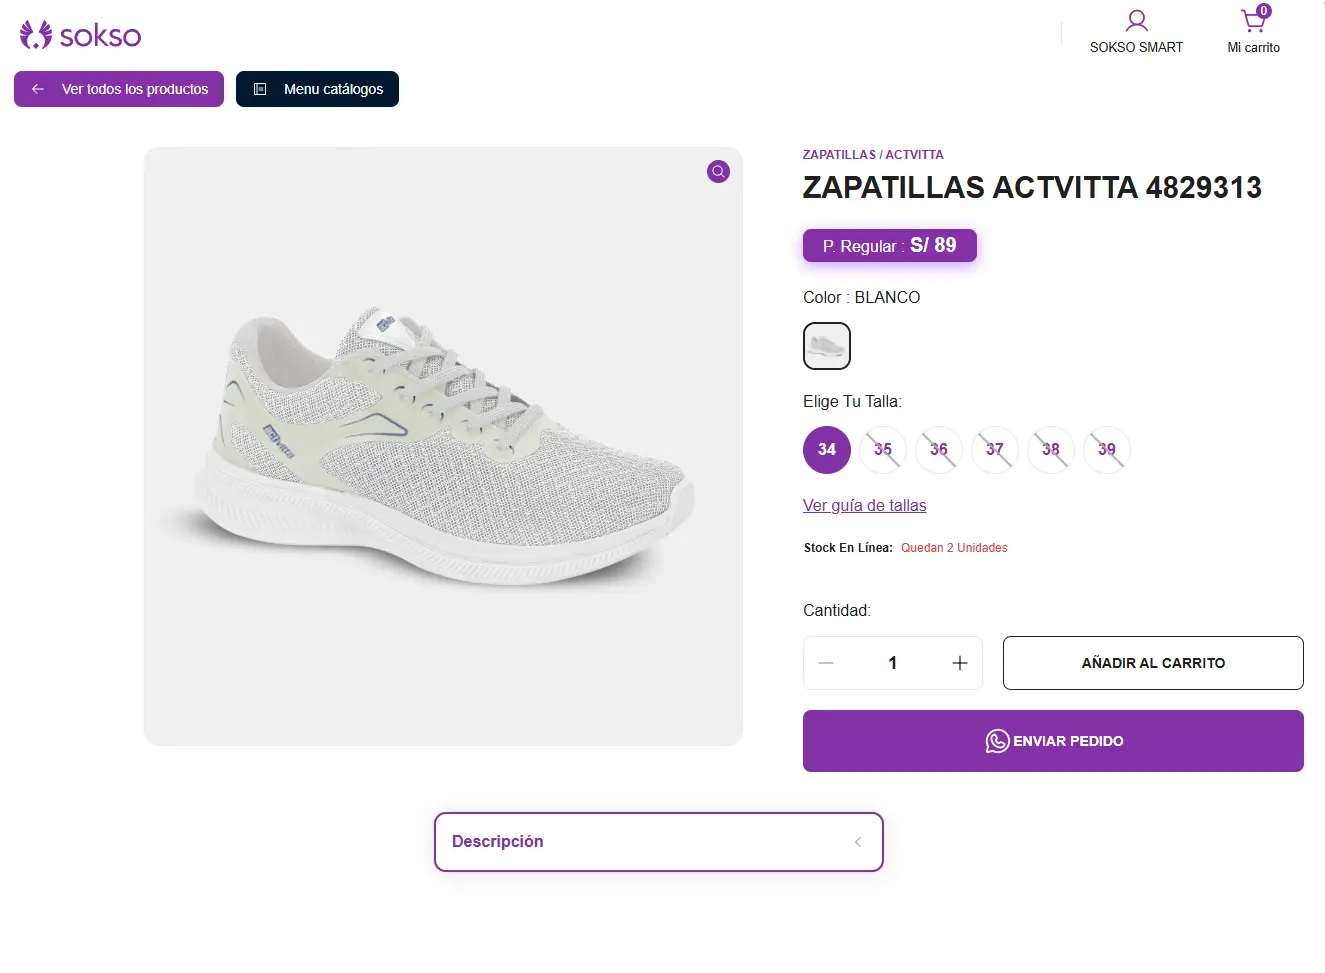 sokso
SOKSO SMART
0
Mi carrito
Ver todos los productos
Menu catálogos
ZAPATILLAS / ACTVITTA
ZAPATILLAS ACTVITTA 4829313
P. Regular : S/ 89
Color : BLANCO
Elige Tu Talla:
34 35 36 37 38 39
Ver guía de tallas
Stock En Línea: Quedan 2 Unidades
Cantidad:
1
AÑADIR AL CARRITO
ENVIAR PEDIDO
actvitta
Descripción